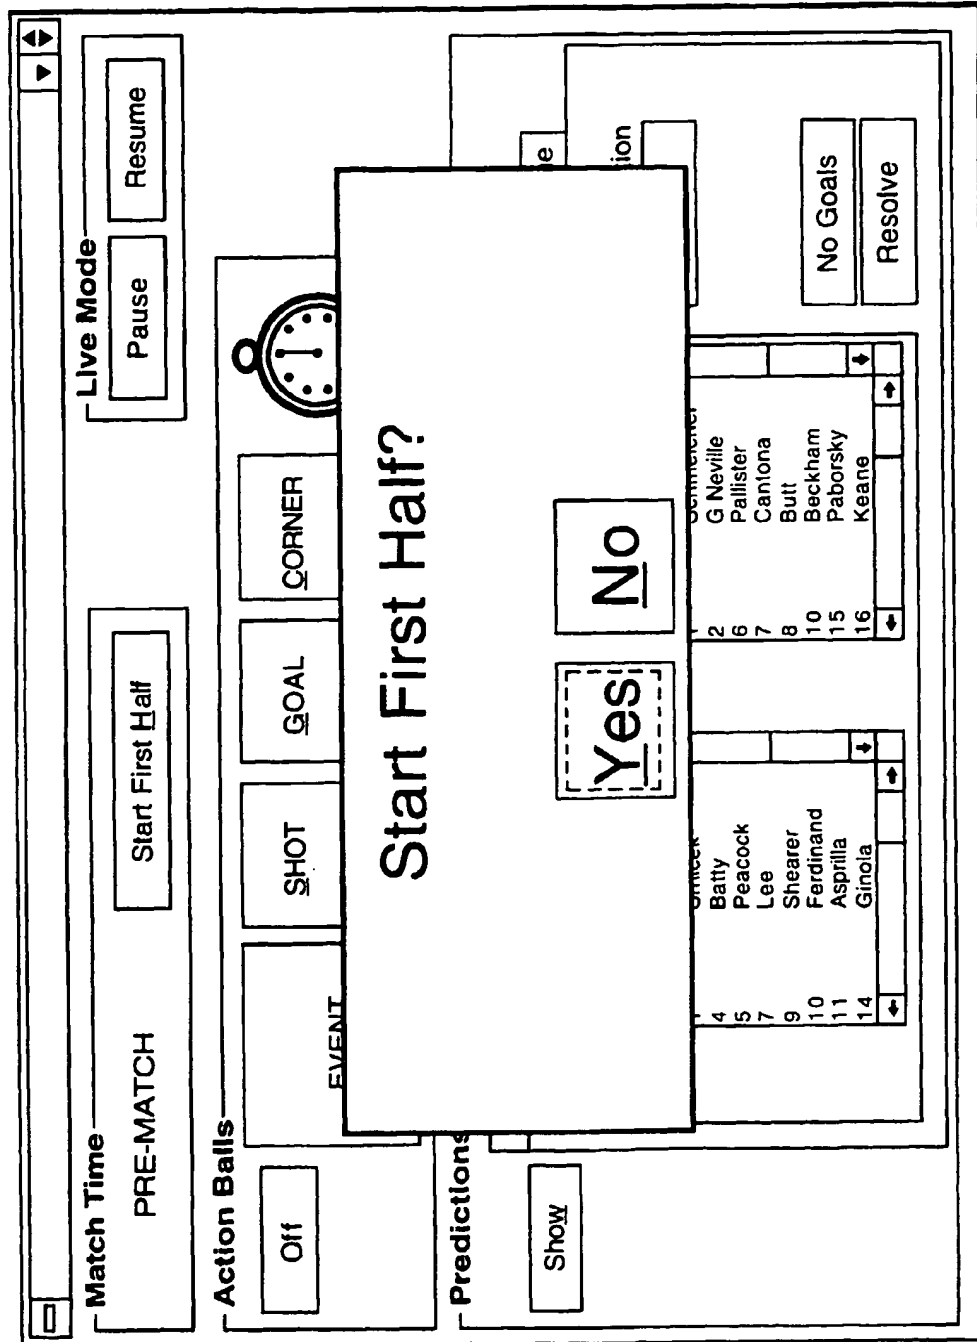 Match Time
PRE-MATCH
Start First Half
Live Mode
Pause
Resume
Action Balls
Off
EVENT
SHOT
GOAL
CORNER
Start First Half?
Yes
No
Predictions
Show
4 Batty
5 Peacock
7 Lee
9 Shearer
10 Ferdinand
11 Asprilla
14 Ginola
2 G Neville
6 Pallister
7 Cantona
8 Butt
10 Beckham
15 Paborsky
16 Keane
No Goals
Resolve